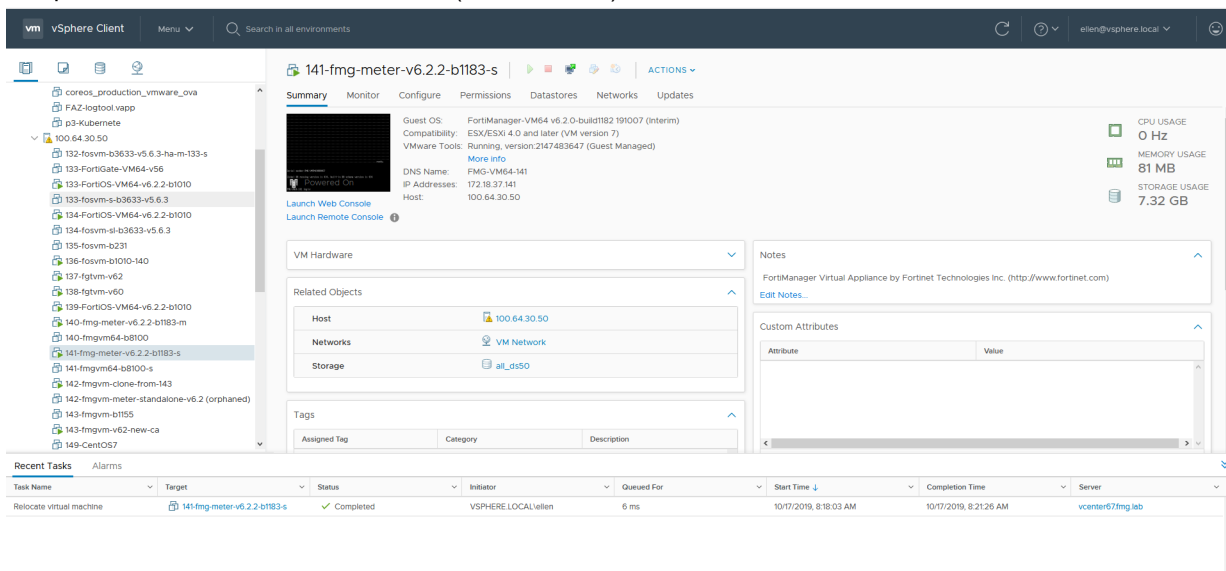 vm vSphere Client Menu Search in all environments ellen@vsphere.local
coreos_production_vmware_ova
FAZ-logtool.vapp
p3-Kubernete
100.64.30.50
132-fosvm-b3633-v5.6.3-ha-m-133-s
133-FortiGate-VM64-v56
133-FortiOS-VM64-v6.2.2-b1010
133-fosvm-s-b3633-v5.6.3
134-FortiOS-VM64-v6.2.2-b1010
134-fosvm-sl-b3633-v5.6.3
135-fosvm-b231
136-fosvm-b1010-140
137-fgtvm-v62
138-fgtvm-v60
139-FortiOS-VM64-v6.2.2-b1010
140-fmg-meter-v6.2.2-b1183-m
140-fmgvm64-b8100
141-fmg-meter-v6.2.2-b1183-s
141-fmgvm64-b8100-s
142-fmgvm-clone-from-143
142-fmgvm-meter-standalone-v6.2 (orphaned)
143-fmgvm-b1155
143-fmgvm-v62-new-ca
149-CentOS7
141-fmg-meter-v6.2.2-b1183-s ACTIONS
Summary Monitor Configure Permissions Datastores Networks Updates
Powered On
Launch Web Console
Launch Remote Console
Guest OS: FortiManager-VM64 v6.2.0-build1182 191007 (Interim)
Compatibility: ESX/ESXi 4.0 and later (VM version 7)
VMware Tools: Running, version:2147483647 (Guest Managed)
More info
DNS Name: FMG-VM64-141
IP Addresses: 172.18.37.141
Host: 100.64.30.50
CPU USAGE
0 Hz
MEMORY USAGE
81 MB
STORAGE USAGE
7.32 GB
VM Hardware
Related Objects
Host 100.64.30.50
Networks VM Network
Storage all_ds50
Tags
Assigned Tag Category Description
Notes
FortiManager Virtual Appliance by Fortinet Technologies Inc. (http://www.fortinet.com)
Edit Notes...
Custom Attributes
Attribute Value
Recent Tasks Alarms
Task Name Target Status Initiator Queued For Start Time ↓ Completion Time Server
Relocate virtual machine 141-fmg-meter-v6.2.2-b1183-s Completed VSPHERE.LOCAL\ellen 6 ms 10/17/2019, 8:18:03 AM 10/17/2019, 8:21:26 AM vcenter67.fmg.lab